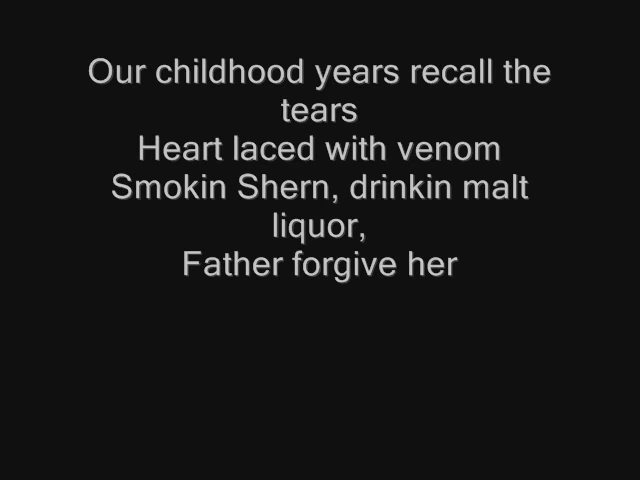 Our childhood years recall the
tears
Heart laced with venom
Smokin Shern, drinkin malt
liquor,
Father forgive her